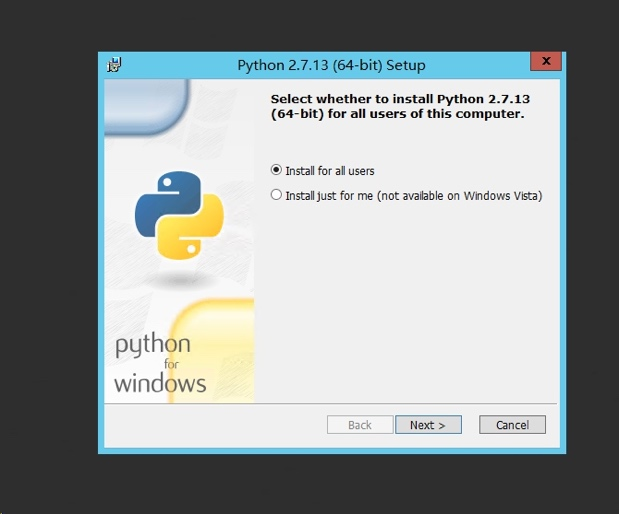 Python 2.7.13 (64-bit) Setup
x
Select whether to install Python 2.7.13
(64-bit) for all users of this computer.
Install for all users
Install just for me (not available on Windows Vista)
python
for
windows
Back
Next >
Cancel